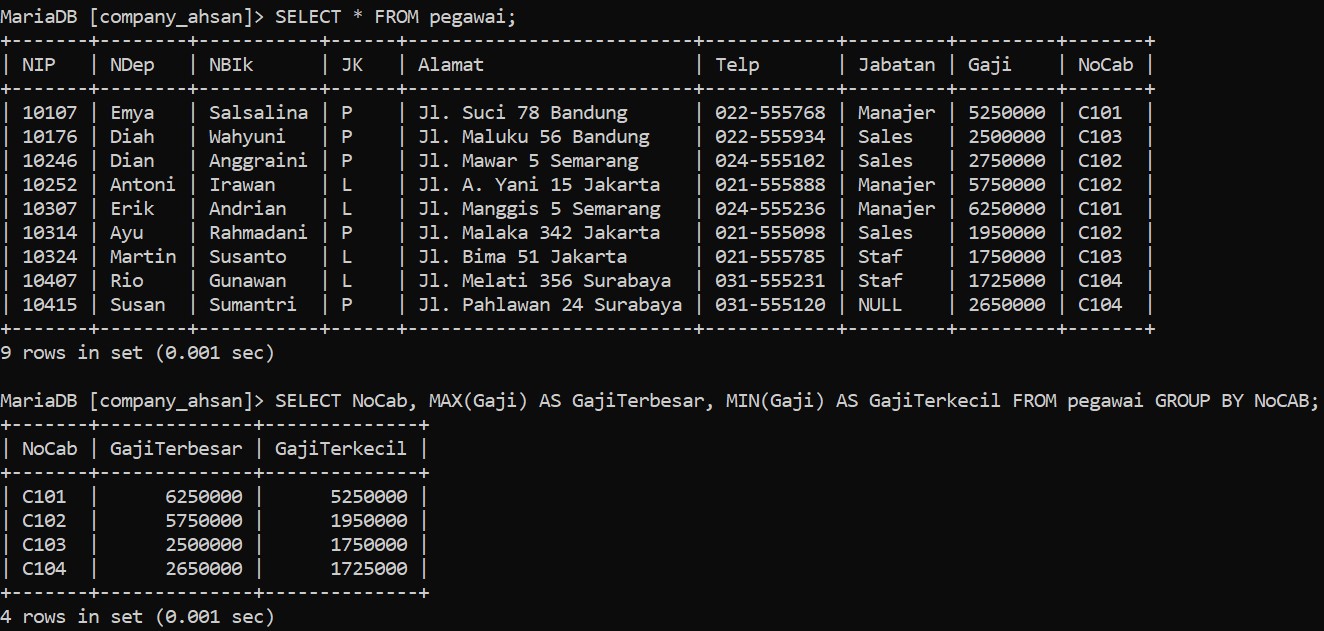 MariaDB [company_ahsan]> SELECT * FROM pegawai;
+-------+--------+-----------+------+--------------------------+------------+---------+---------+-------+
| NIP   | NDep   | NBIk      | JK   | Alamat                   | Telp       | Jabatan | Gaji    | NoCab |
+-------+--------+-----------+------+--------------------------+------------+---------+---------+-------+
| 10107 | Emya   | Salsalina | P    | Jl. Suci 78 Bandung      | 022-555768 | Manajer | 5250000 | C101  |
| 10176 | Diah   | Wahyuni   | P    | Jl. Maluku 56 Bandung    | 022-555934 | Sales   | 2500000 | C103  |
| 10246 | Dian   | Anggraini | P    | Jl. Mawar 5 Semarang     | 024-555102 | Sales   | 2750000 | C102  |
| 10252 | Antoni | Irawan    | L    | Jl. A. Yani 15 Jakarta   | 021-555888 | Manajer | 5750000 | C102  |
| 10307 | Erik   | Andrian   | L    | Jl. Manggis 5 Semarang   | 024-555236 | Manajer | 6250000 | C101  |
| 10314 | Ayu    | Rahmadani | P    | Jl. Malaka 342 Jakarta   | 021-555098 | Sales   | 1950000 | C102  |
| 10324 | Martin | Susanto   | L    | Jl. Bima 51 Jakarta      | 021-555785 | Staf    | 1750000 | C103  |
| 10407 | Rio    | Gunawan   | L    | Jl. Melati 356 Surabaya  | 031-555231 | Staf    | 1725000 | C104  |
| 10415 | Susan  | Sumantri  | P    | Jl. Pahlawan 24 Surabaya | 031-555120 | NULL    | 2650000 | C104  |
+-------+--------+-----------+------+--------------------------+------------+---------+---------+-------+
9 rows in set (0.001 sec)

MariaDB [company_ahsan]> SELECT NoCab, MAX(Gaji) AS GajiTerbesar, MIN(Gaji) AS GajiTerkecil FROM pegawai GROUP BY NoCAB;
+-------+--------------+--------------+
| NoCab | GajiTerbesar | GajiTerkecil |
+-------+--------------+--------------+
| C101  |      6250000 |      5250000 |
| C102  |      5750000 |      1950000 |
| C103  |      2500000 |      1750000 |
| C104  |      2650000 |      1725000 |
+-------+--------------+--------------+
4 rows in set (0.001 sec)